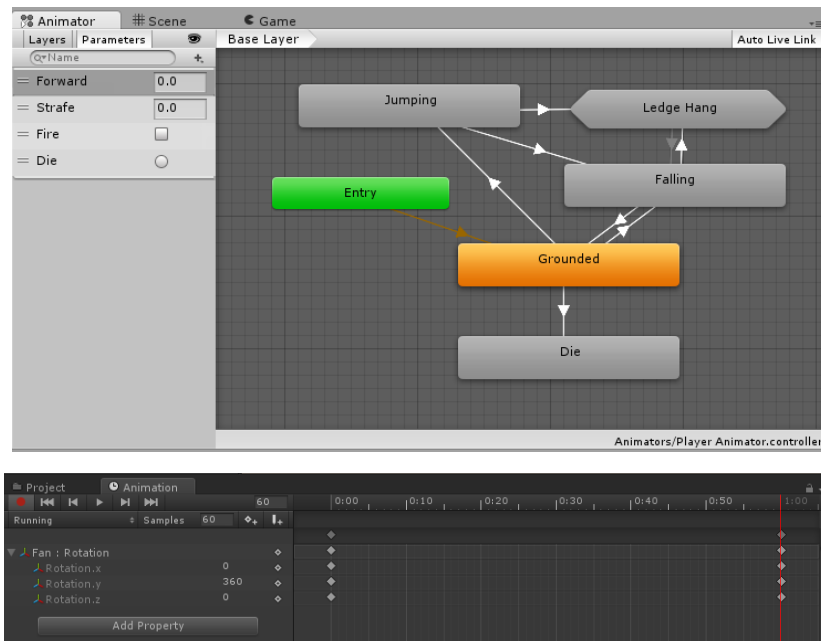 Animator Scene Game
Layers Parameters Base Layer Auto Live Link
Name
Forward 0.0
Strafe 0.0
Fire
Die
Jumping
Ledge Hang
Falling
Entry
Grounded
Die
Animators/Player Animator.controller
Project Animation
60 0:00 0:10 0:20 0:30 0:40 0:50 1:00
Running Samples 60
Fan : Rotation
Rotation.x 0
Rotation.y 360
Rotation.z 0
Add Property